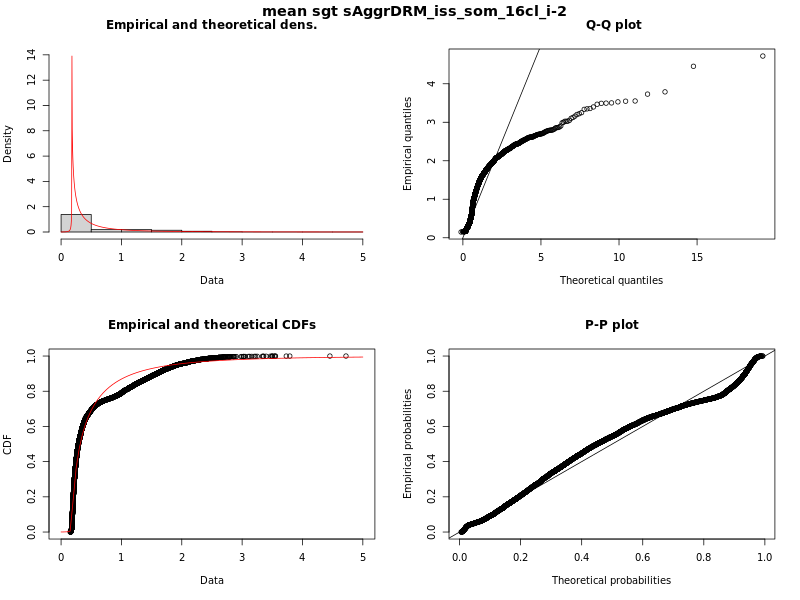 mean sgt sAggrDRM_iss_som_16cl_i-2
Empirical and theoretical dens.
Density
0 2 4 6 8 10 12 14
0 1 2 3 4 5
Data
Q-Q plot
Empirical quantiles
0 1 2 3 4
0 5 10 15
Theoretical quantiles
Empirical and theoretical CDFs
CDF
0.0 0.2 0.4 0.6 0.8 1.0
0 1 2 3 4 5
Data
P-P plot
Empirical probabilities
0.0 0.2 0.4 0.6 0.8 1.0
0.0 0.2 0.4 0.6 0.8 1.0
Theoretical probabilities